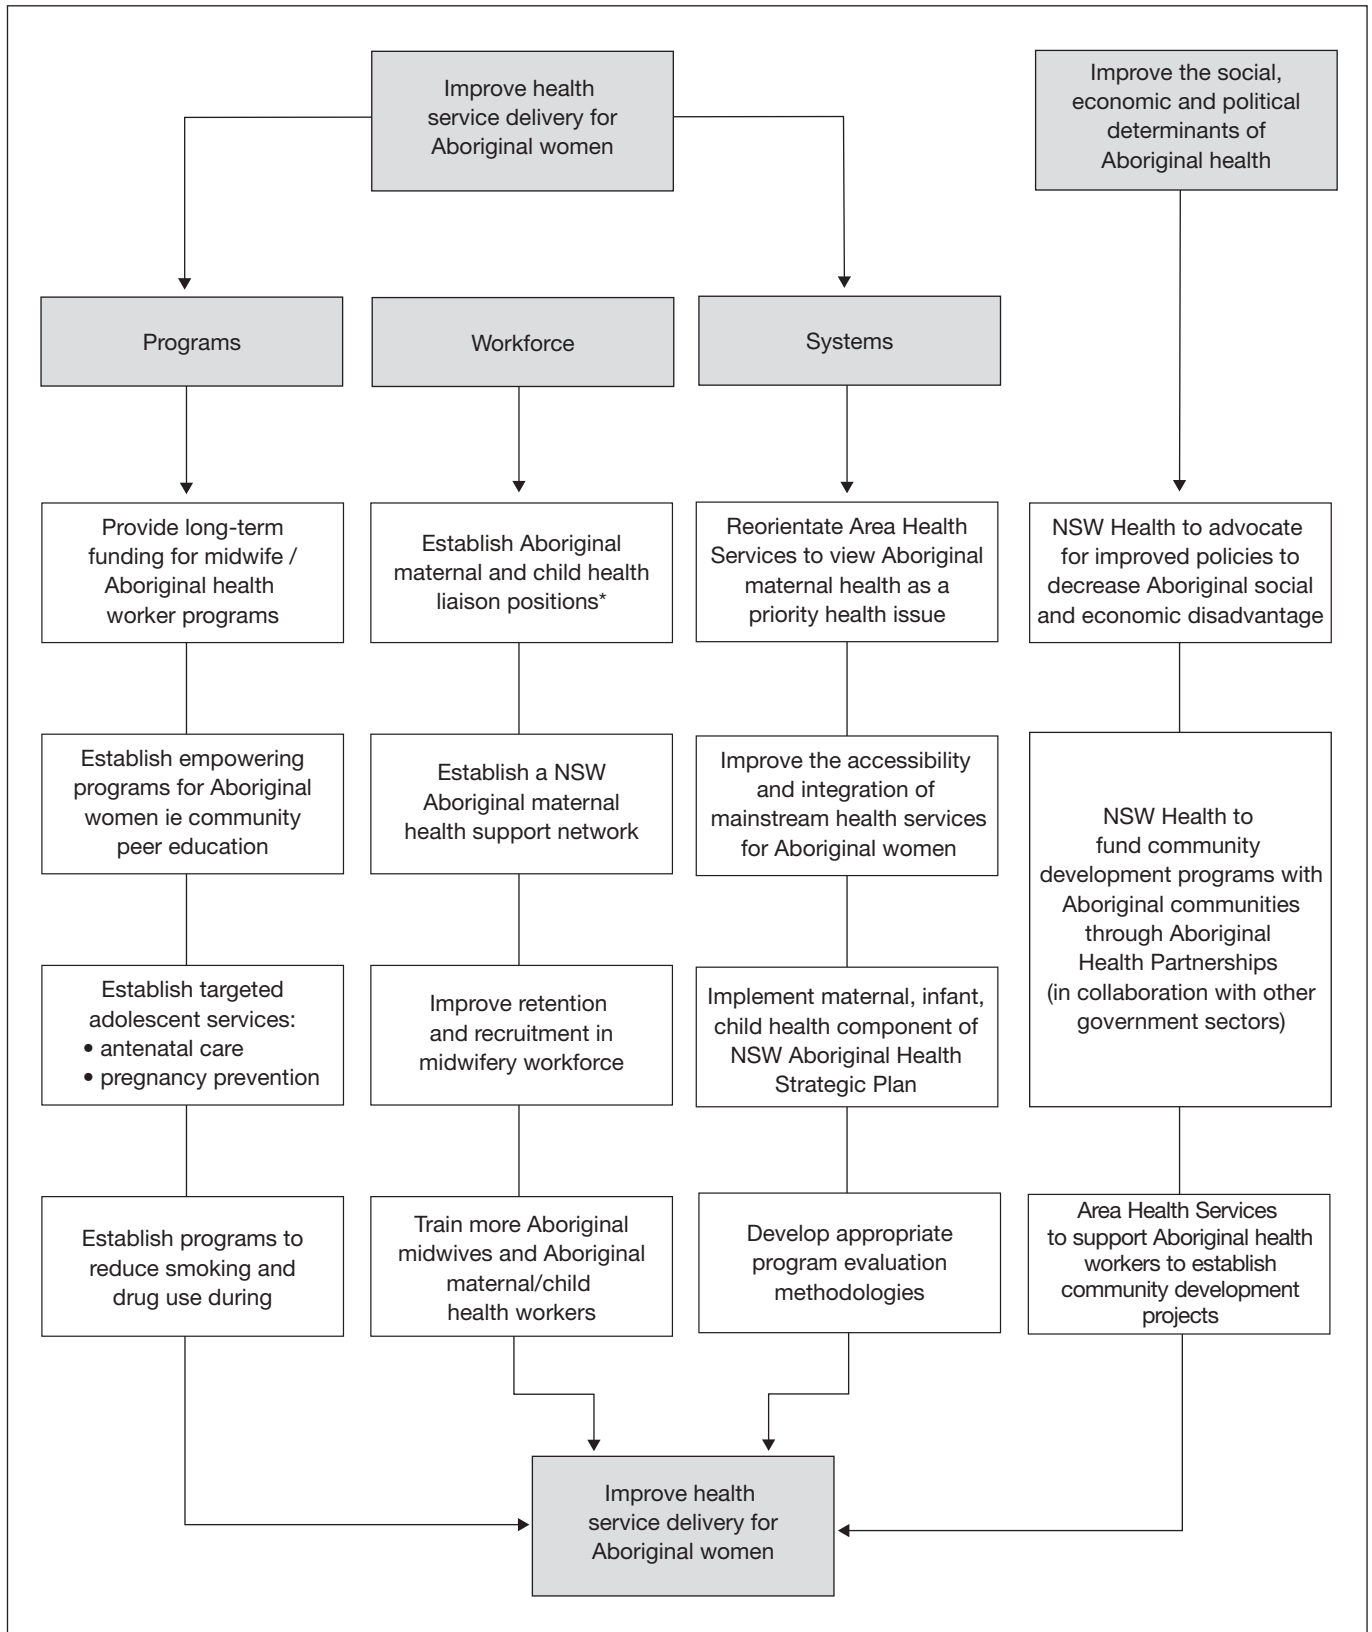 Improve health
service delivery for
Aboriginal women
Improve the social,
economic and political
determinants of
Aboriginal health
Programs
Workforce
Systems
Provide long-term
funding for midwife /
Aboriginal health
worker programs
Establish Aboriginal
maternal and child health
liaison positions*
Reorientate Area Health
Services to view Aboriginal
maternal health as a
priority health issue
NSW Health to advocate
for improved policies to
decrease Aboriginal social
and economic disadvantage
Establish empowering
programs for Aboriginal
women ie community
peer education
Establish a NSW
Aboriginal maternal
health support network
Improve the accessibility
and integration of
mainstream health services
for Aboriginal women
NSW Health to
fund community
development programs with
Aboriginal communities
through Aboriginal
Health Partnerships
(in collaboration with other
government sectors)
Establish targeted
adolescent services:
• antenatal care
• pregnancy prevention
Improve retention
and recruitment in
midwifery workforce
Implement maternal, infant,
child health component of
NSW Aboriginal Health
Strategic Plan
Establish programs to
reduce smoking and
drug use during
Train more Aboriginal
midwives and Aboriginal
maternal/child
health workers
Develop appropriate
program evaluation
methodologies
Area Health Services
to support Aboriginal health
workers to establish
community development
projects
Improve health
service delivery for
Aboriginal women